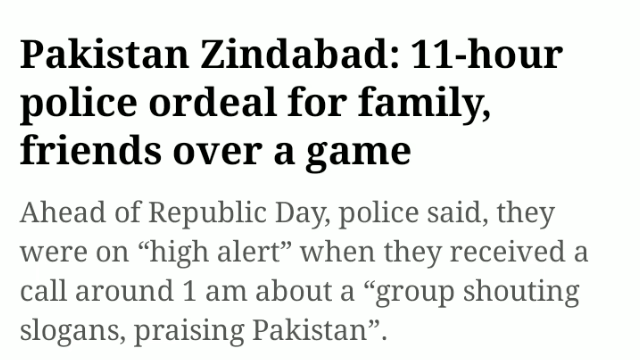 Pakistan Zindabad: 11-hour
police ordeal for family,
friends over a game
Ahead of Republic Day, police said, they
were on “high alert” when they received a
call around 1 am about a “group shouting
slogans, praising Pakistan”.